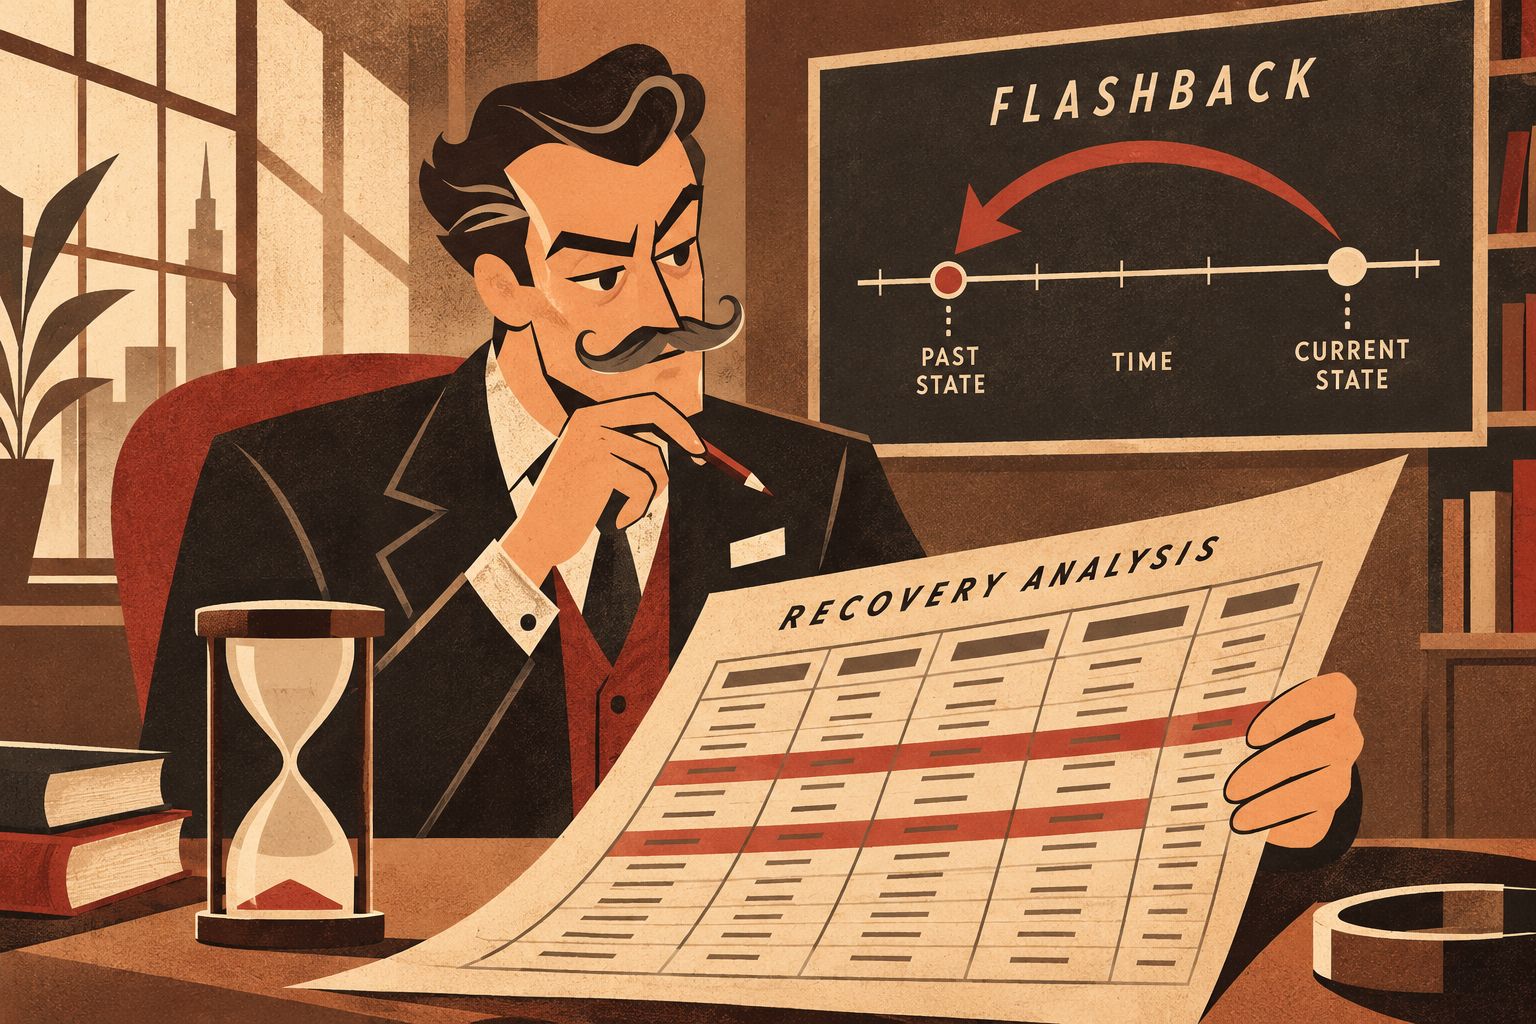 FLASHBACK
PAST
STATE
TIME
CURRENT
STATE
RECOVERY ANALYSIS